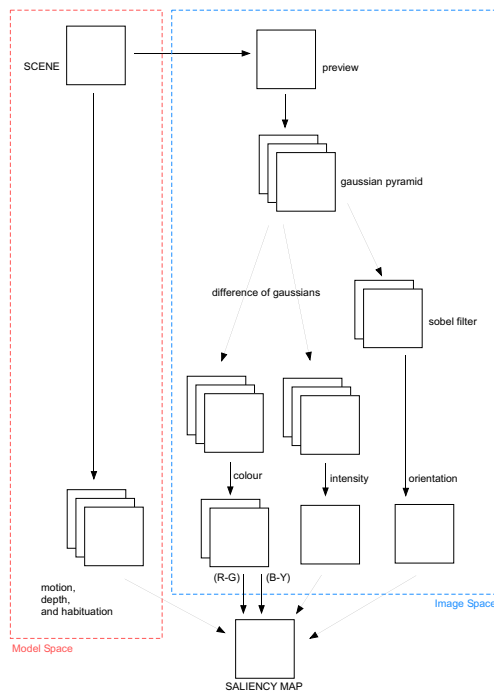 SCENE
preview
gaussian pyramid
difference of gaussians
sobel filter
colour
intensity
orientation
(R-G)
(B-Y)
motion,
depth,
and habituation
Image Space
Model Space
SALIENCY MAP